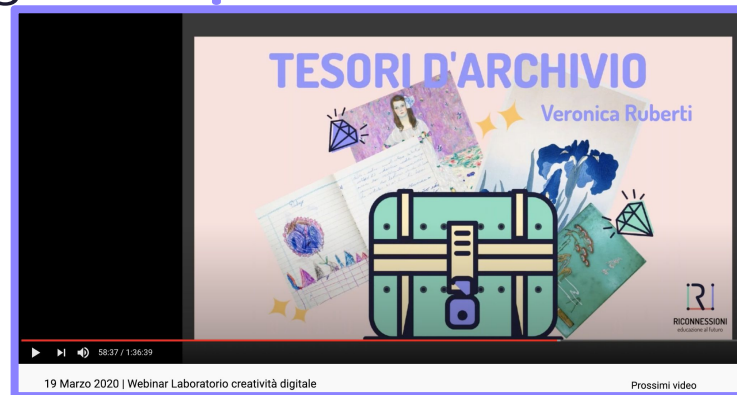 TESORI D'ARCHIVIO
Veronica Ruberti
RICONNESSIONI
educazione al futuro
58:37 / 1:36:39
19 Marzo 2020 | Webinar Laboratorio creatività digitale
Prossimi video